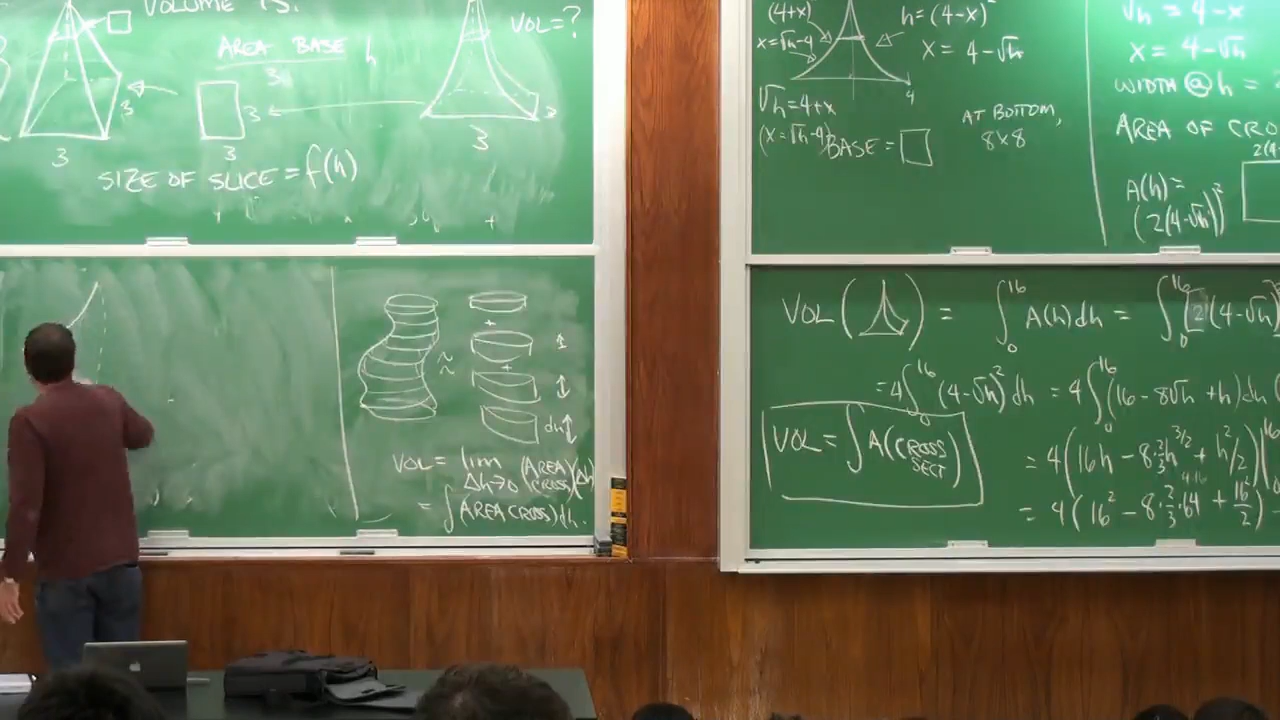 VOLUME IS:
AREA BASE h
3
3
3
3
SIZE OF SLICE = f(h)
VOL=?
3
VOL = lim Δh→0 (AREA CROSS)(Δh)
= ∫(AREA CROSS)dh.
dh
(4+x)²
x=√h-4
h=(4-x)²
x = 4-√h
4
√h=4+x
(x=√h-4)
BASE =
AT BOTTOM,
8x8
√h = 4-x
x = 4-√h
WIDTH @ h =
AREA OF CRO
A(h)=
(2(4-√h))²
VOL( ) = ∫₀¹⁶ A(h)dh = ∫₀¹⁶ [2(4-√h)
= 4∫₀¹⁶ (4-√h)² dh = 4∫₀¹⁶ (16-8√h+h)dh
VOL = ∫A(CROSS SECT)
= 4(16h - 8·2/3 h^3/2 + h²/2)
= 4(16² - 8·2/3·64 + 16²/2) -